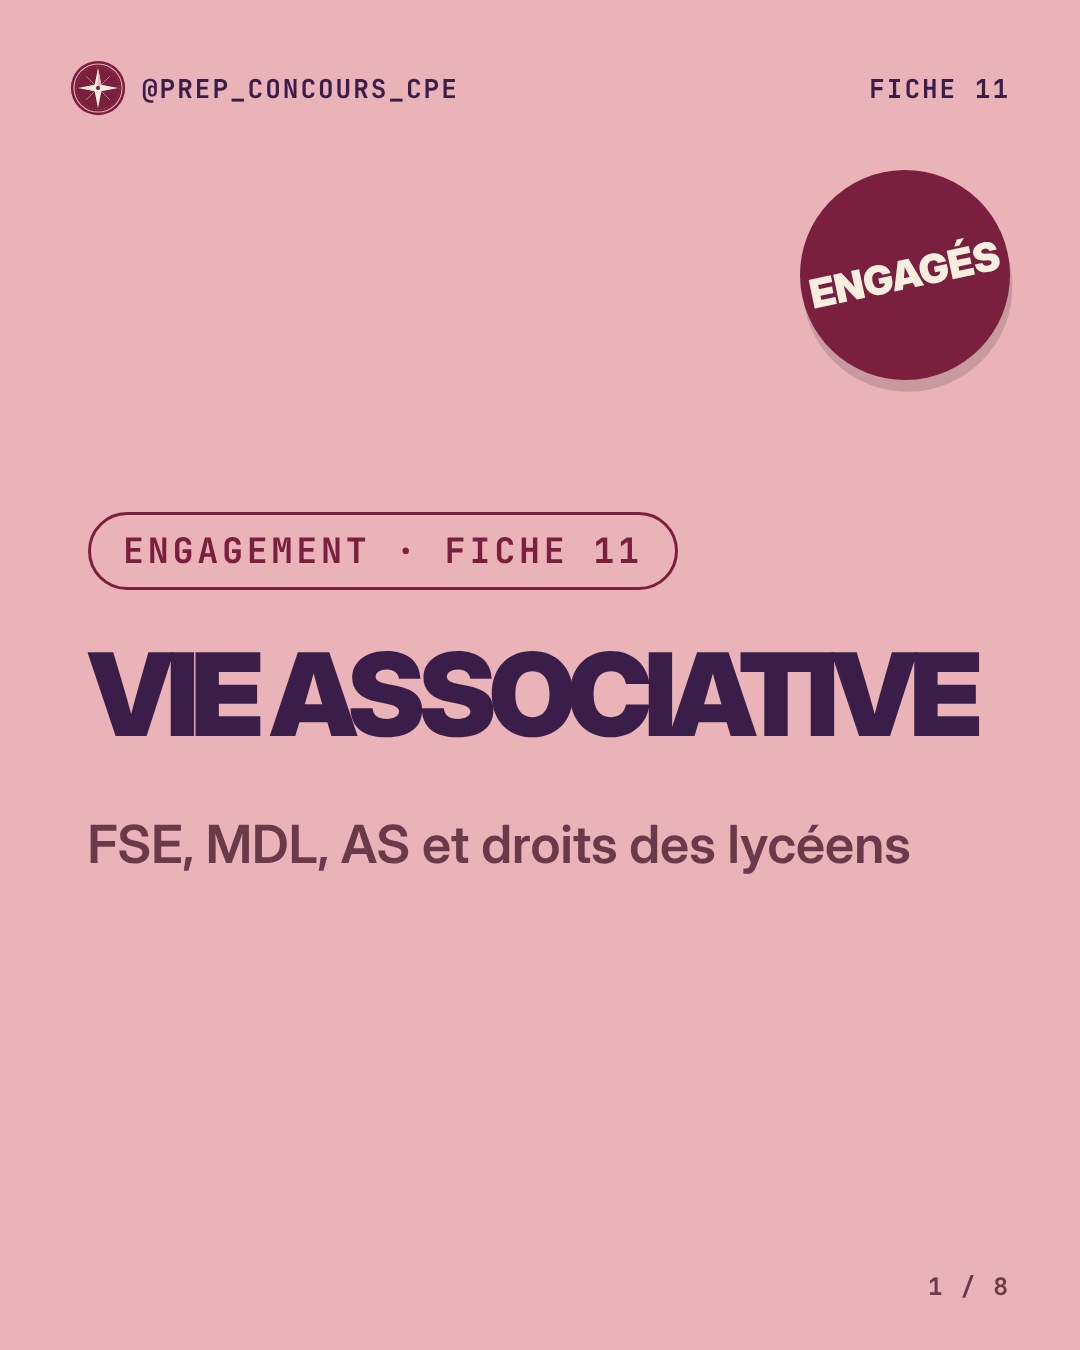 @PREP_CONCOURS_CPE
FICHE 11
ENGAGÉS
ENGAGEMENT · FICHE 11
VIE ASSOCIATIVE
FSE, MDL, AS et droits des lycéens
1 / 8